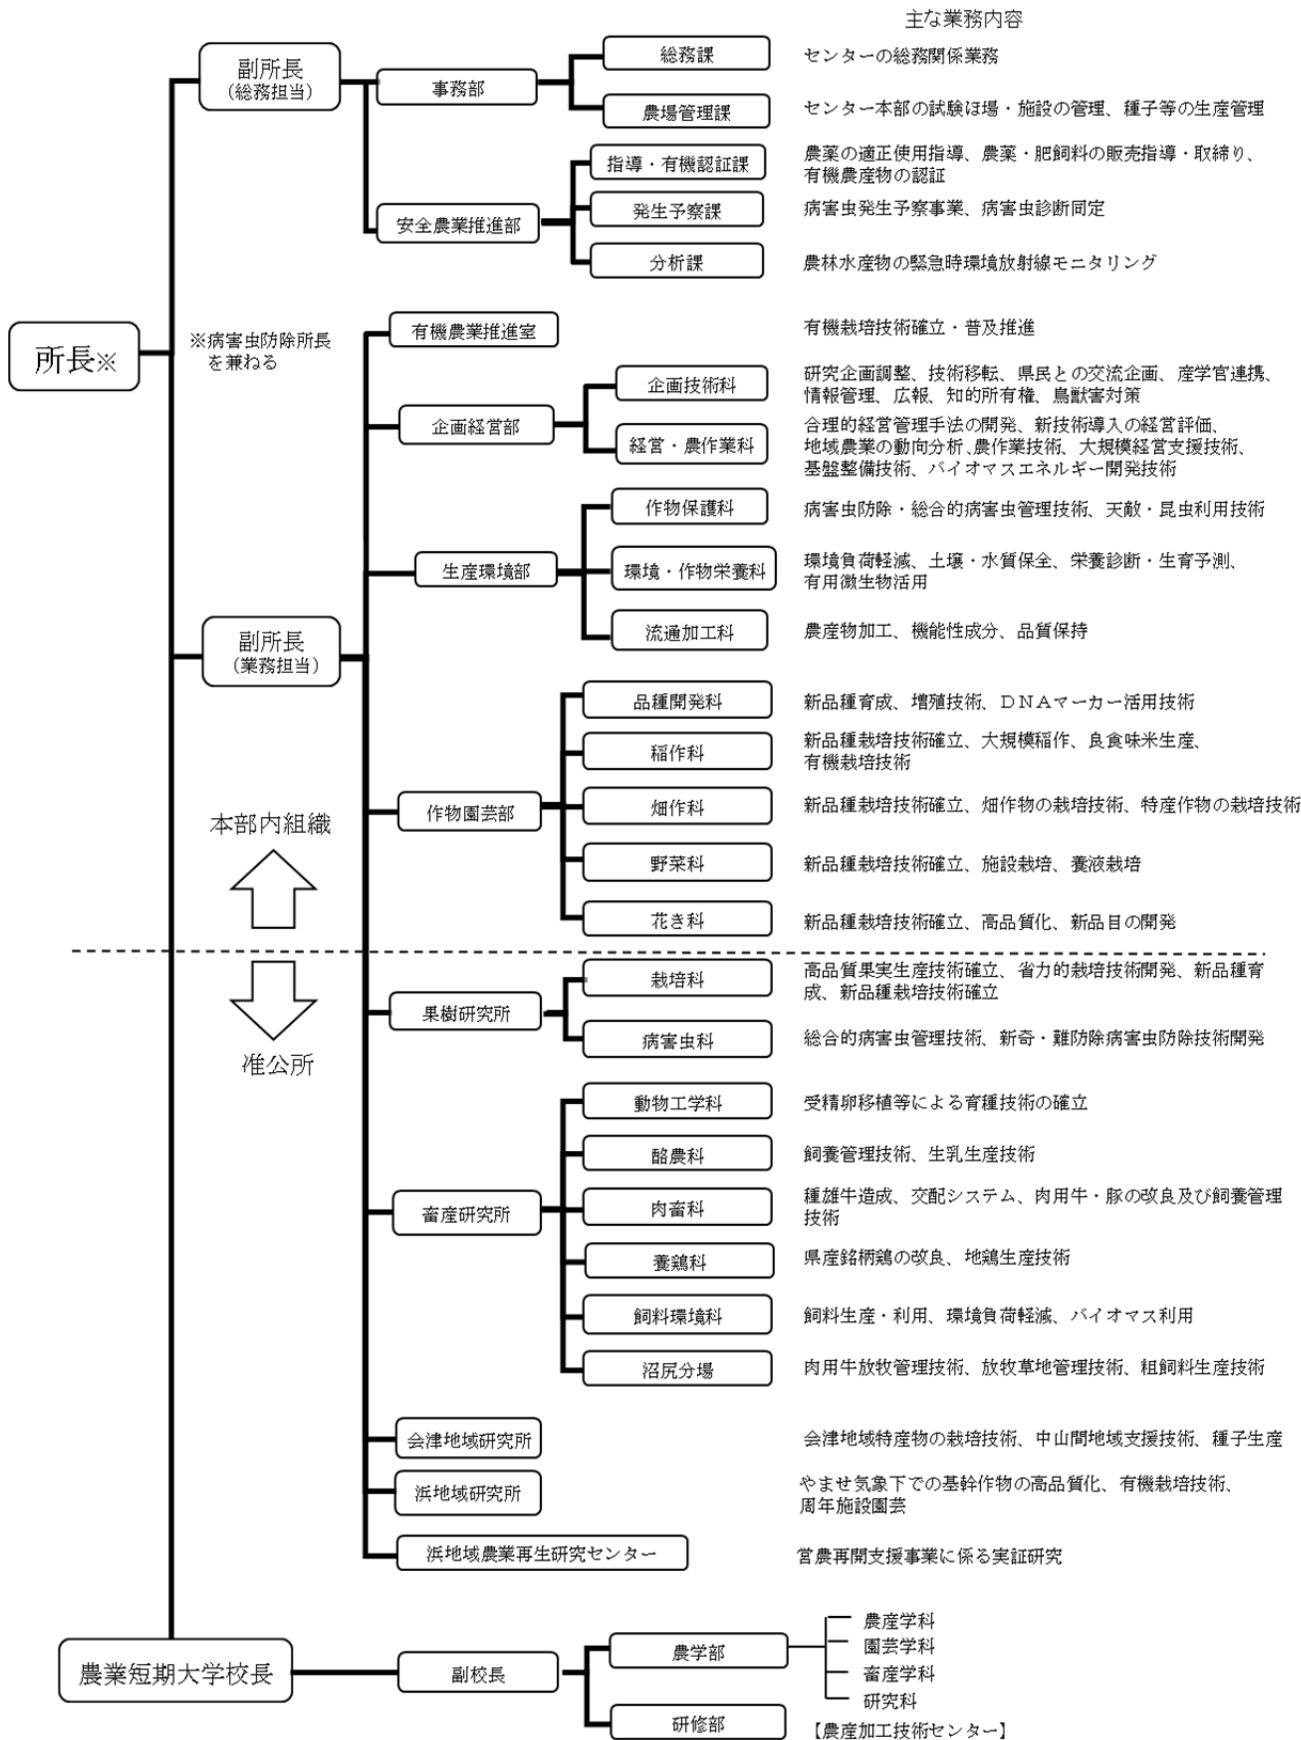 主な業務内容
副所長
(総務担当)
事務部
総務課
センターの総務関係業務
農場管理課
センター本部の試験ほ場・施設の管理、種子等の生産管理
安全農業推進部
指導・有機認証課
農薬の適正使用指導、農薬・肥飼料の販売指導・取締り、
有機農産物の認証
発生予察課
病害虫発生予察事業、病害虫診断同定
分析課
農林水産物の緊急時環境放射線モニタリング
所長※
※病害虫防除所長
を兼ねる
有機農業推進室
有機栽培技術確立・普及推進
企画経営部
企画技術科
研究企画調整、技術移転、県民との交流企画、産学官連携、
情報管理、広報、知的所有権、鳥獣害対策
経営・農作業科
合理的経営管理手法の開発、新技術導入の経営評価、
地域農業の動向分析、農作業技術、大規模経営支援技術、
基盤整備技術、バイオマスエネルギー開発技術
生産環境部
作物保護科
病害虫防除・総合的病害虫管理技術、天敵・昆虫利用技術
環境・作物栄養科
環境負荷軽減、土壌・水質保全、栄養診断・生育予測、
有用微生物活用
流通加工科
農産物加工、機能性成分、品質保持
副所長
(業務担当)
作物園芸部
品種開発科
新品種育成、増殖技術、DNAマーカー活用技術
稲作科
新品種栽培技術確立、大規模稲作、良食味米生産、
有機栽培技術
畑作科
新品種栽培技術確立、畑作物の栽培技術、特産作物の栽培技術
野菜科
新品種栽培技術確立、施設栽培、養液栽培
花き科
新品種栽培技術確立、高品質化、新品目の開発
本部内組織
准公所
果樹研究所
栽培科
高品質果実生産技術確立、省力的栽培技術開発、新品種育
成、新品種栽培技術確立
病害虫科
総合的病害虫管理技術、新奇・難防除病害虫防除技術開発
畜産研究所
動物工学科
受精卵移植等による育種技術の確立
酪農科
飼養管理技術、生乳生産技術
肉畜科
種雄牛造成、交配システム、肉用牛・豚の改良及び飼養管理
技術
養鶏科
県産銘柄鶏の改良、地鶏生産技術
飼料環境科
飼料生産・利用、環境負荷軽減、バイオマス利用
沼尻分場
肉用牛放牧管理技術、放牧草地管理技術、粗飼料生産技術
会津地域研究所
会津地域特産物の栽培技術、中山間地域支援技術、種子生産
浜地域研究所
やませ気象下での基幹作物の高品質化、有機栽培技術、
周年施設園芸
浜地域農業再生研究センター
営農再開支援事業に係る実証研究
農業短期大学校長
副校長
農学部
農産学科
園芸学科
畜産学科
研究科
研修部
【農産加工技術センター】